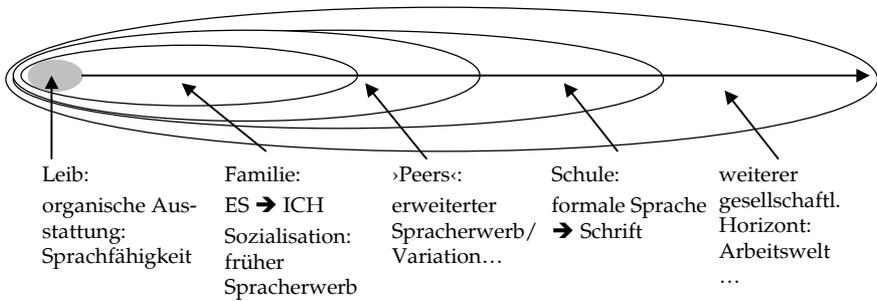 Leib:
organische Aus-
stattung:
Sprachfähigkeit
Familie:
ES ➔ ICH
Sozialisation:
früher
Spracherwerb
›Peers‹:
erweiterter
Spracherwerb/
Variation…
Schule:
formale Sprache
➔ Schrift
weiterer
gesellschaftl.
Horizont:
Arbeitswelt
…